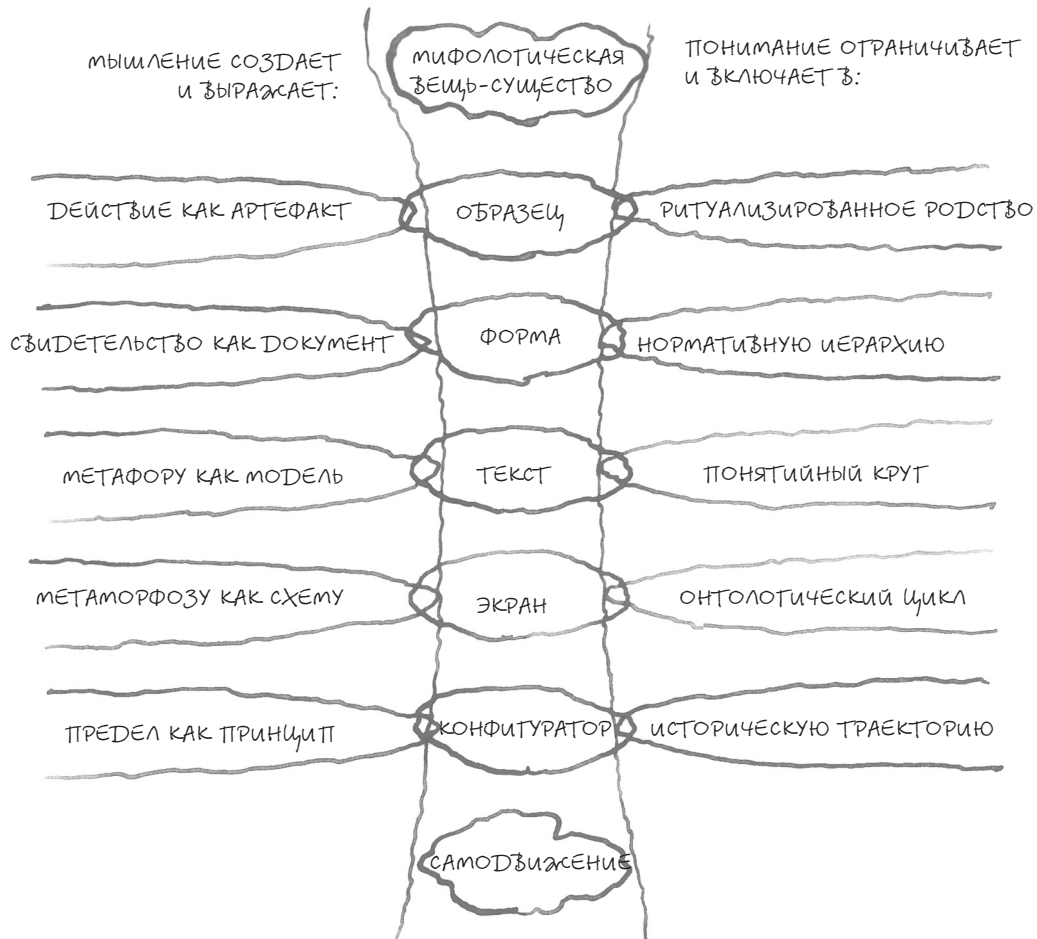 МЫШЛЕНИЕ СОЗДАЕТ
И ВЫРАЖАЕТ:
МИФОЛОГИЧЕСКАЯ
ВЕЩЬ-СУЩЕСТВО
ПОНИМАНИЕ ОГРАНИЧИВАЕТ
И ВКЛЮЧАЕТ В:
ДЕЙСТВИЕ КАК АРТЕФАКТ
ОБРАЗЕЦ
РИТУАЛИЗИРОВАННОЕ РОДСТВО
СВИДЕТЕЛЬСТВО КАК ДОКУМЕНТ
ФОРМА
НОРМАТИВНУЮ ИЕРАРХИЮ
МЕТАФОРУ КАК МОДЕЛЬ
ТЕКСТ
ПОНЯТИЙНЫЙ КРУГ
МЕТАМОРФОЗУ КАК СХЕМУ
ЭКРАН
ОНТОЛОГИЧЕСКИЙ ЦИКЛ
ПРЕДЕЛ КАК ПРИНЦИП
КОНФИГУРАТОР
ИСТОРИЧЕСКУЮ ТРАЕКТОРИЮ
САМОДВИЖЕНИЕ